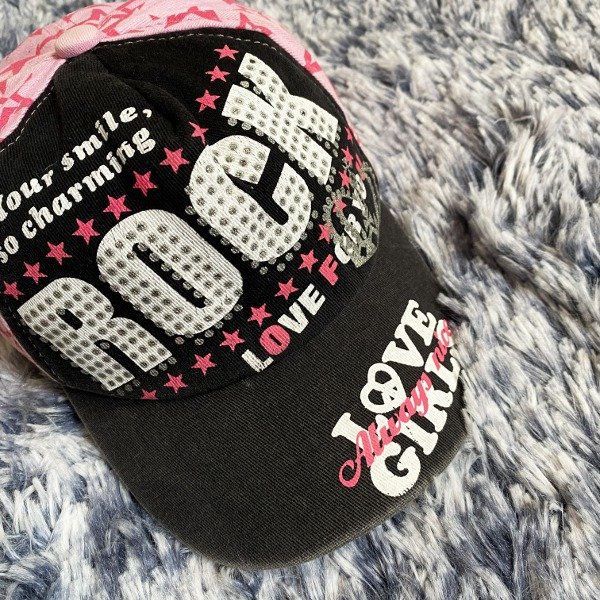 Your smile,
so charming
ROCK
LOVE
LOVE
Always
GIRL